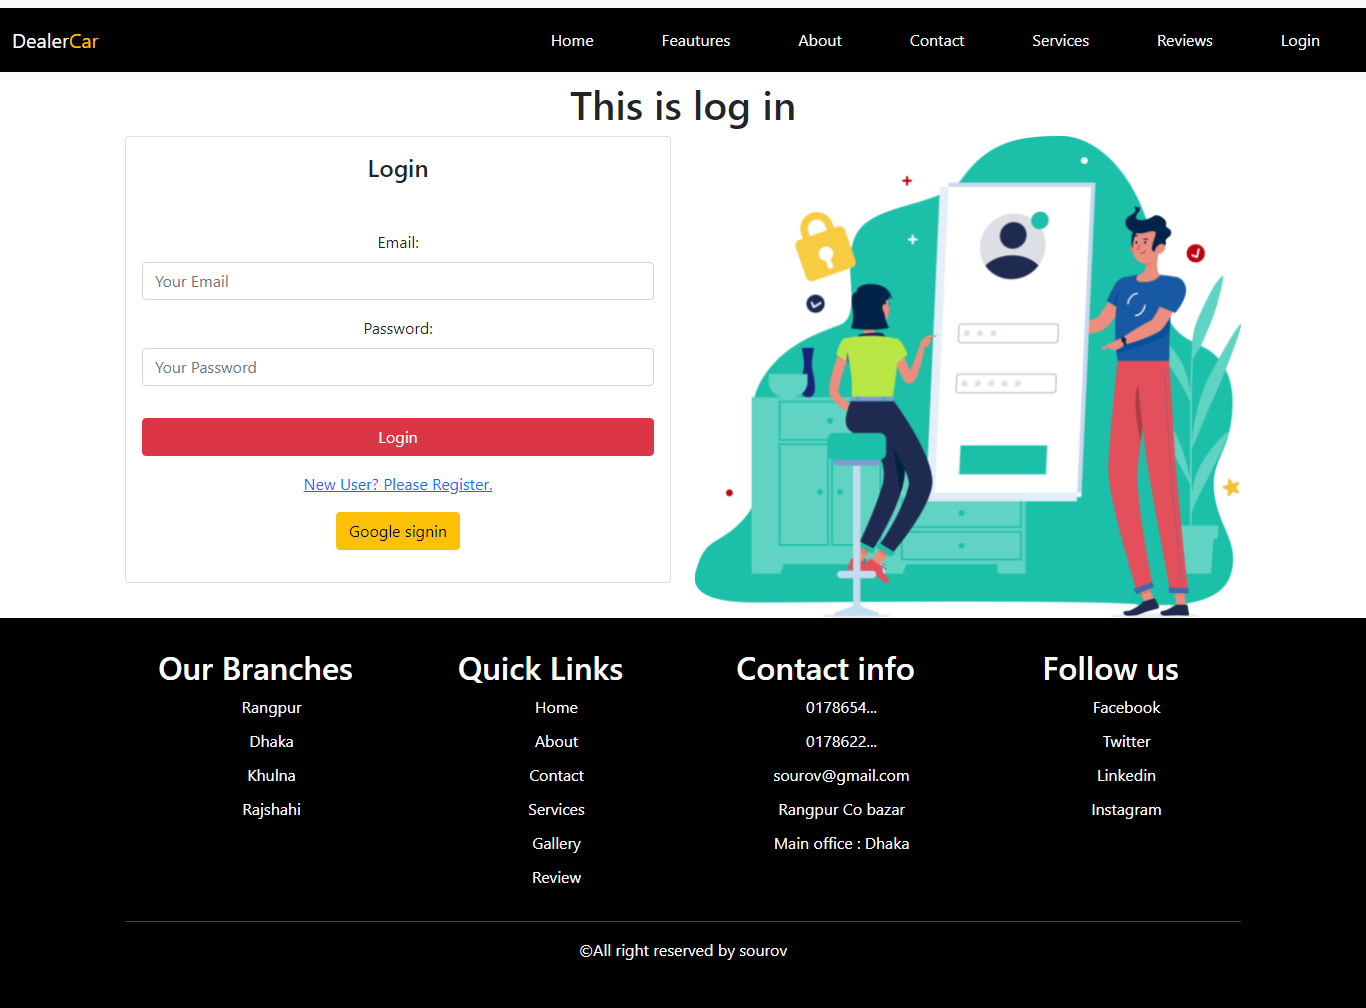 DealerCar
Home Feautures About Contact Services Reviews Login
This is log in
Login
Email:
Your Email
Password:
Your Password
Login
New User? Please Register.
Google signin
Our Branches
Rangpur
Dhaka
Khulna
Rajshahi
Quick Links
Home
About
Contact
Services
Gallery
Review
Contact info
0178654...
0178622...
sourov@gmail.com
Rangpur Co bazar
Main office : Dhaka
Follow us
Facebook
Twitter
Linkedin
Instagram
©All right reserved by sourov